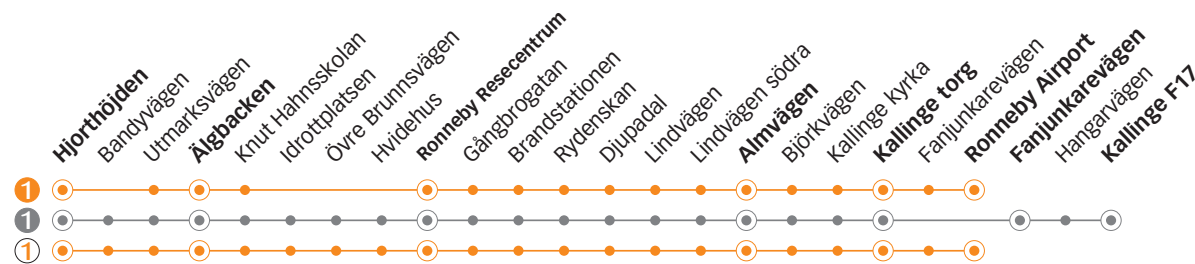 Hjorthöjden
Bandyvägen
Utmarksvägen
Älgbacken
Knut Hahnsskolan
Idrottplatsen
Övre Brunnsvägen
Hvidehus
Ronneby Resecentrum
Gångbrogatan
Brandstationen
Rydenskan
Djupadal
Lindvägen
Lindvägen södra
Almvägen
Björkvägen
Kallinge Kyrka
Kallinge torg
Fanjunkarevägen
Ronneby Airport
Fanjunkarevägen
Hangarvägen
Kallinge F17
1
1
1